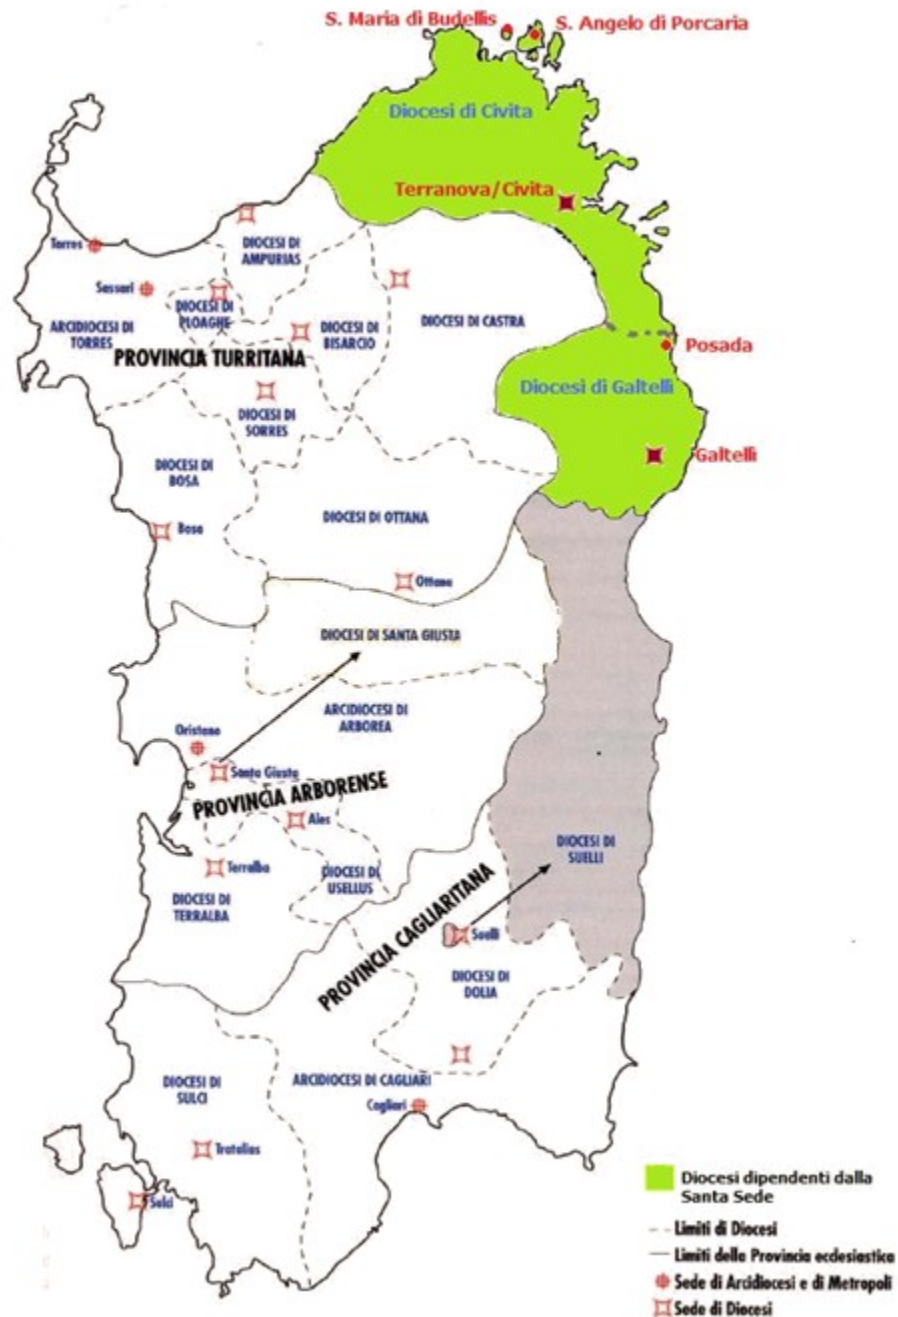 S. Maria di Budellis
S. Angelo di Porcaria
Diocesi di Civita
Terranova/Civita
Torres
DIOCESI DI
AMPURIAS
Sassari
DIOCESI DI
PLOAGHE
ARCIDIOCESI DI
TORRES
DIOCESI DI
BISARCIO
DIOCESI DI CASTRA
PROVINCIA TURRITANA
Posada
Diocesi di Galtelli
DIOCESI DI
SORRES
Galtelli
DIOCESI DI
BOSA
DIOCESI DI OTTANA
Bosa
Ottana
DIOCESI DI SANTA GIUSTA
ARCIDIOCESI DI
ARBOREA
Oristano
Santa Giusta
PROVINCIA ARBORENSE
Ales
Terralba
DIOCESI DI
USELLUS
DIOCESI DI
TERRALBA
DIOCESI DI
SUELLI
PROVINCIA CAGLIARITANA
Suelli
DIOCESI DI
DOLIA
DIOCESI DI
SULCI
ARCIDIOCESI DI CAGLIARI
Cagliari
Tratalias
Sulci
Diocesi dipendenti dalla
Santa Sede
Limiti di Diocesi
Limiti della Provincia ecclesiastica
Sede di Arcidiocesi e di Metropoli
Sede di Diocesi